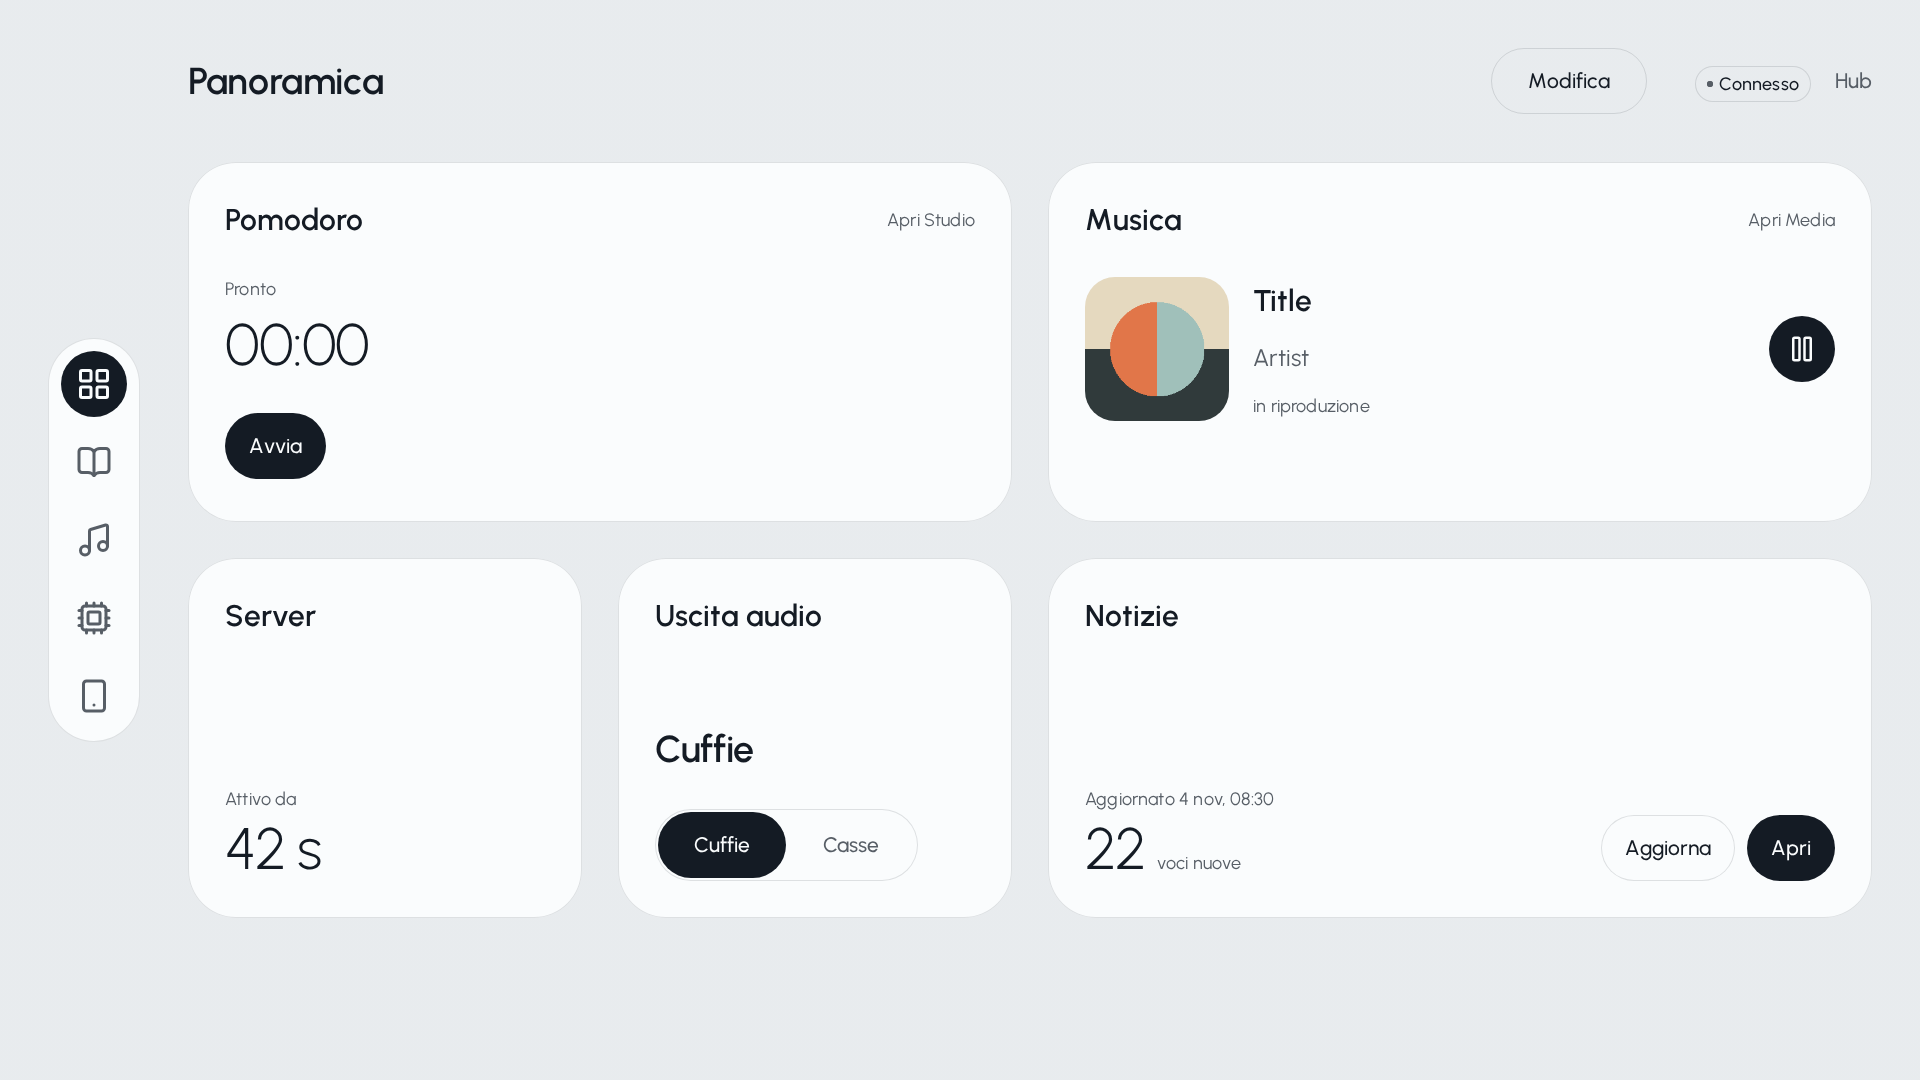 Panoramica
Modifica
Connesso
Hub
Pomodoro
Apri Studio
Pronto
00:00
Avvia
Musica
Apri Media
Title
Artist
in riproduzione
Server
Attivo da
42 s
Uscita audio
Cuffie
Cuffie
Casse
Notizie
Aggiornato 4 nov, 08:30
22 voci nuove
Aggiorna
Apri